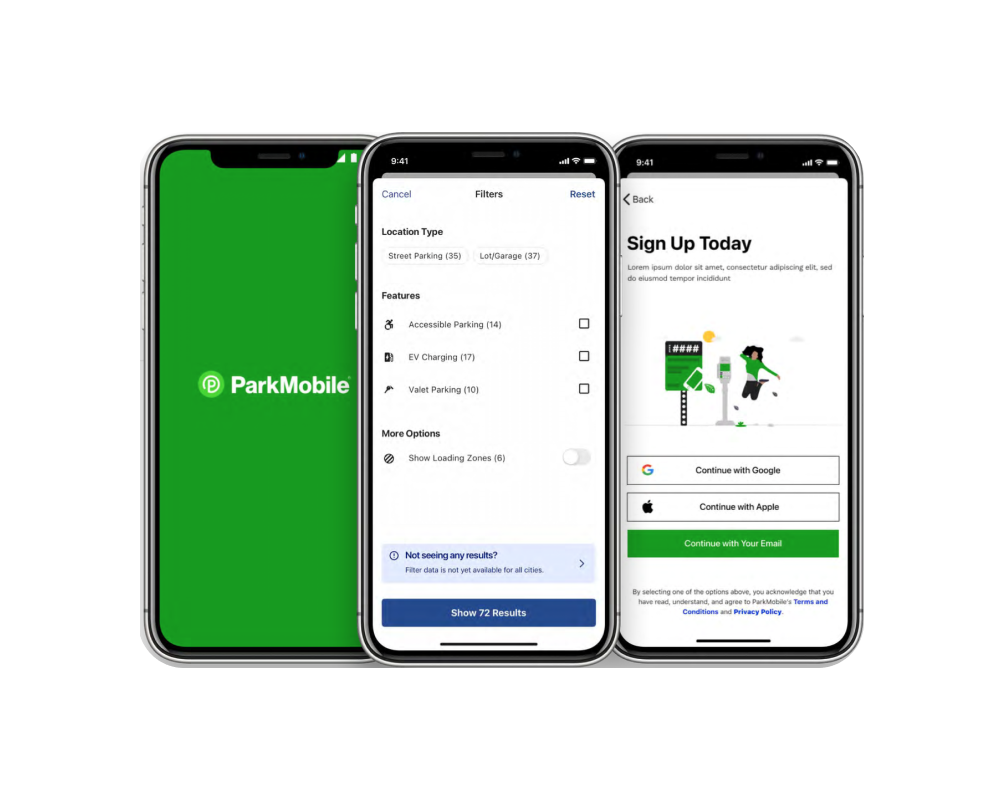 ParkMobile
9:41
Cancel
Filters
Reset
Location Type
Street Parking (35)
Lot/Garage (37)
Features
Accessible Parking (14)
EV Charging (17)
Valet Parking (10)
More Options
Show Loading Zones (6)
Not seeing any results?
Filter data is not yet available for all cities.
Show 72 Results
9:41
Back
Sign Up Today
Lorem ipsum dolor sit amet, consectetur adipiscing elit, sed
do eiusmod tempor incididunt
####
Continue with Google
Continue with Apple
Continue with Your Email
By selecting one of the options above, you acknowledge that you
have read, understand, and agree to ParkMobile's Terms and
Conditions and Privacy Policy.